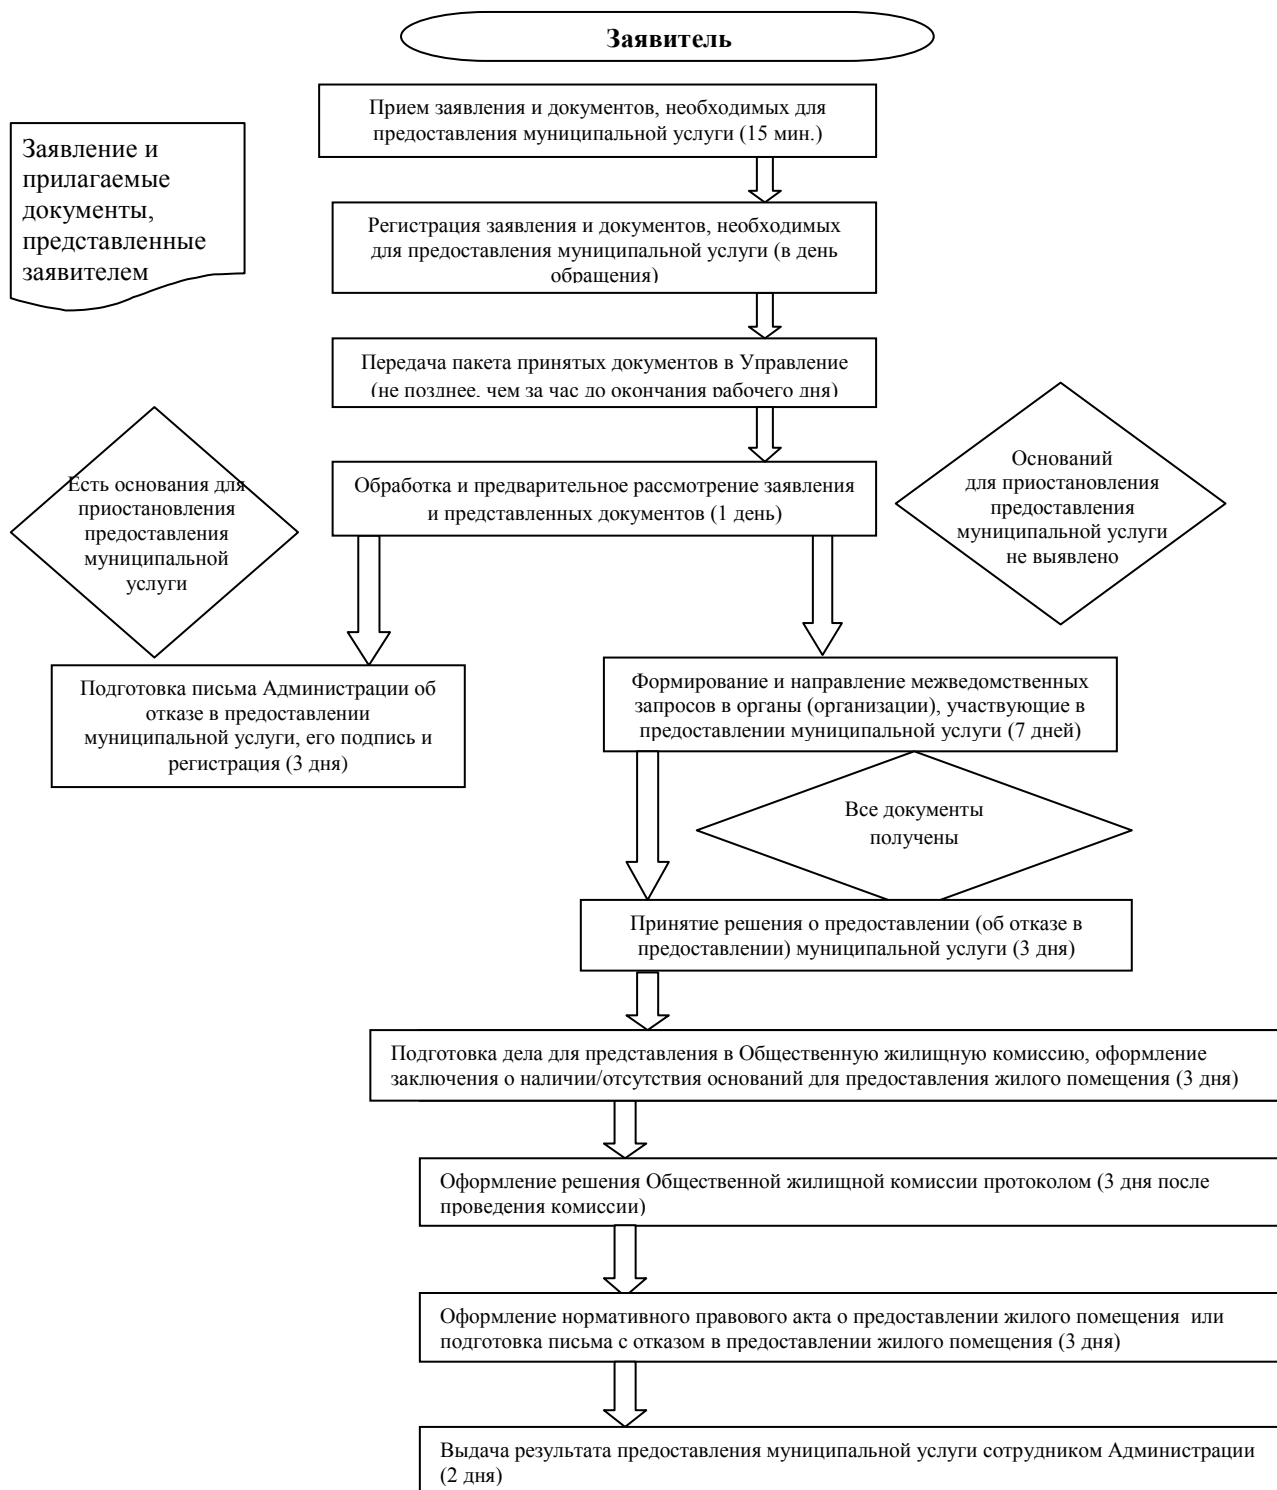 Заявитель
Прием заявления и документов, необходимых для
предоставления муниципальной услуги (15 мин.)
Заявление и
прилагаемые
документы,
представленные
заявителем
Регистрация заявления и документов, необходимых
для предоставления муниципальной услуги (в день
обращения)
Передача пакета принятых документов в Управление
(не позднее, чем за час до окончания рабочего дня)
Есть основания для
приостановления
предоставления
муниципальной
услуги
Обработка и предварительное рассмотрение заявления
и представленных документов (1 день)
Оснований
для приостановления
предоставления
муниципальной услуги
не выявлено
Подготовка письма Администрации об
отказе в предоставлении
муниципальной услуги, его подпись и
регистрация (3 дня)
Формирование и направление межведомственных
запросов в органы (организации), участвующие в
предоставлении муниципальной услуги (7 дней)
Все документы
получены
Принятие решения о предоставлении (об отказе в
предоставлении) муниципальной услуги (3 дня)
Подготовка дела для представления в Общественную жилищную комиссию, оформление
заключения о наличии/отсутствия оснований для предоставления жилого помещения (3 дня)
Оформление решения Общественной жилищной комиссии протоколом (3 дня после
проведения комиссии)
Оформление нормативного правового акта о предоставлении жилого помещения или
подготовка письма с отказом в предоставлении жилого помещения (3 дня)
Выдача результата предоставления муниципальной услуги сотрудником Администрации
(2 дня)